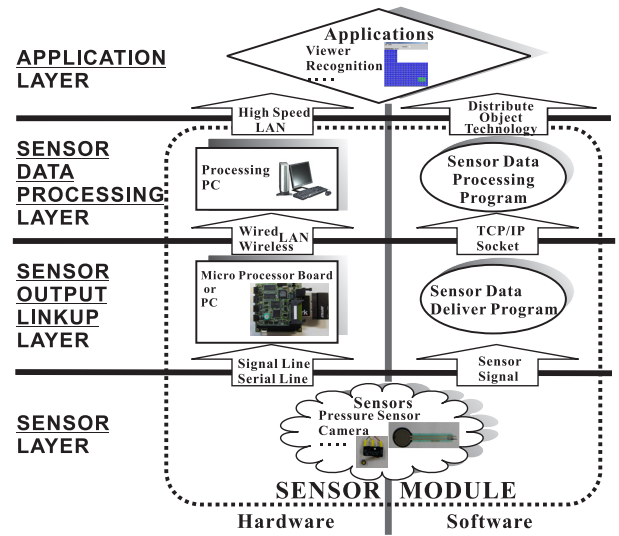 APPLICATION
LAYER
Applications
Viewer
Recognition
.....
High Speed
LAN
Distribute
Object
Technology
SENSOR
DATA
PROCESSING
LAYER
Processing
PC
Sensor Data
Processing
Program
Wired
Wireless
LAN
TCP/IP
Socket
SENSOR
OUTPUT
LINKUP
LAYER
Micro Processor Board
or
PC
Sensor Data
Deliver Program
Signal Line
Serial Line
Sensor
Signal
SENSOR
LAYER
Sensors
Pressure Sensor
Camera
.....
SENSOR MODULE
Hardware
Software